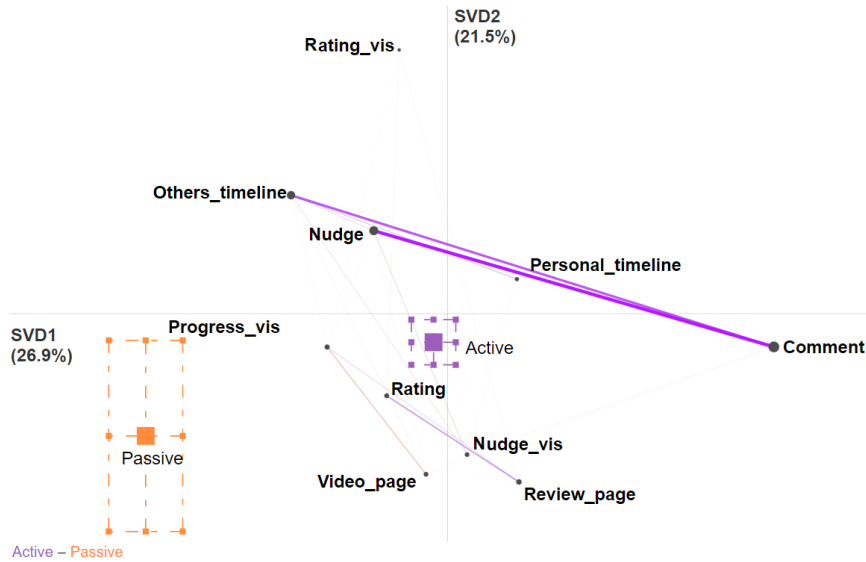 SVD2
(21.5%)
Rating_vis
Others_timeline
Nudge
Personal_timeline
SVD1
(26.9%)
Progress_vis
Active
Comment
Rating
Passive
Nudge_vis
Video_page
Review_page
Active – Passive